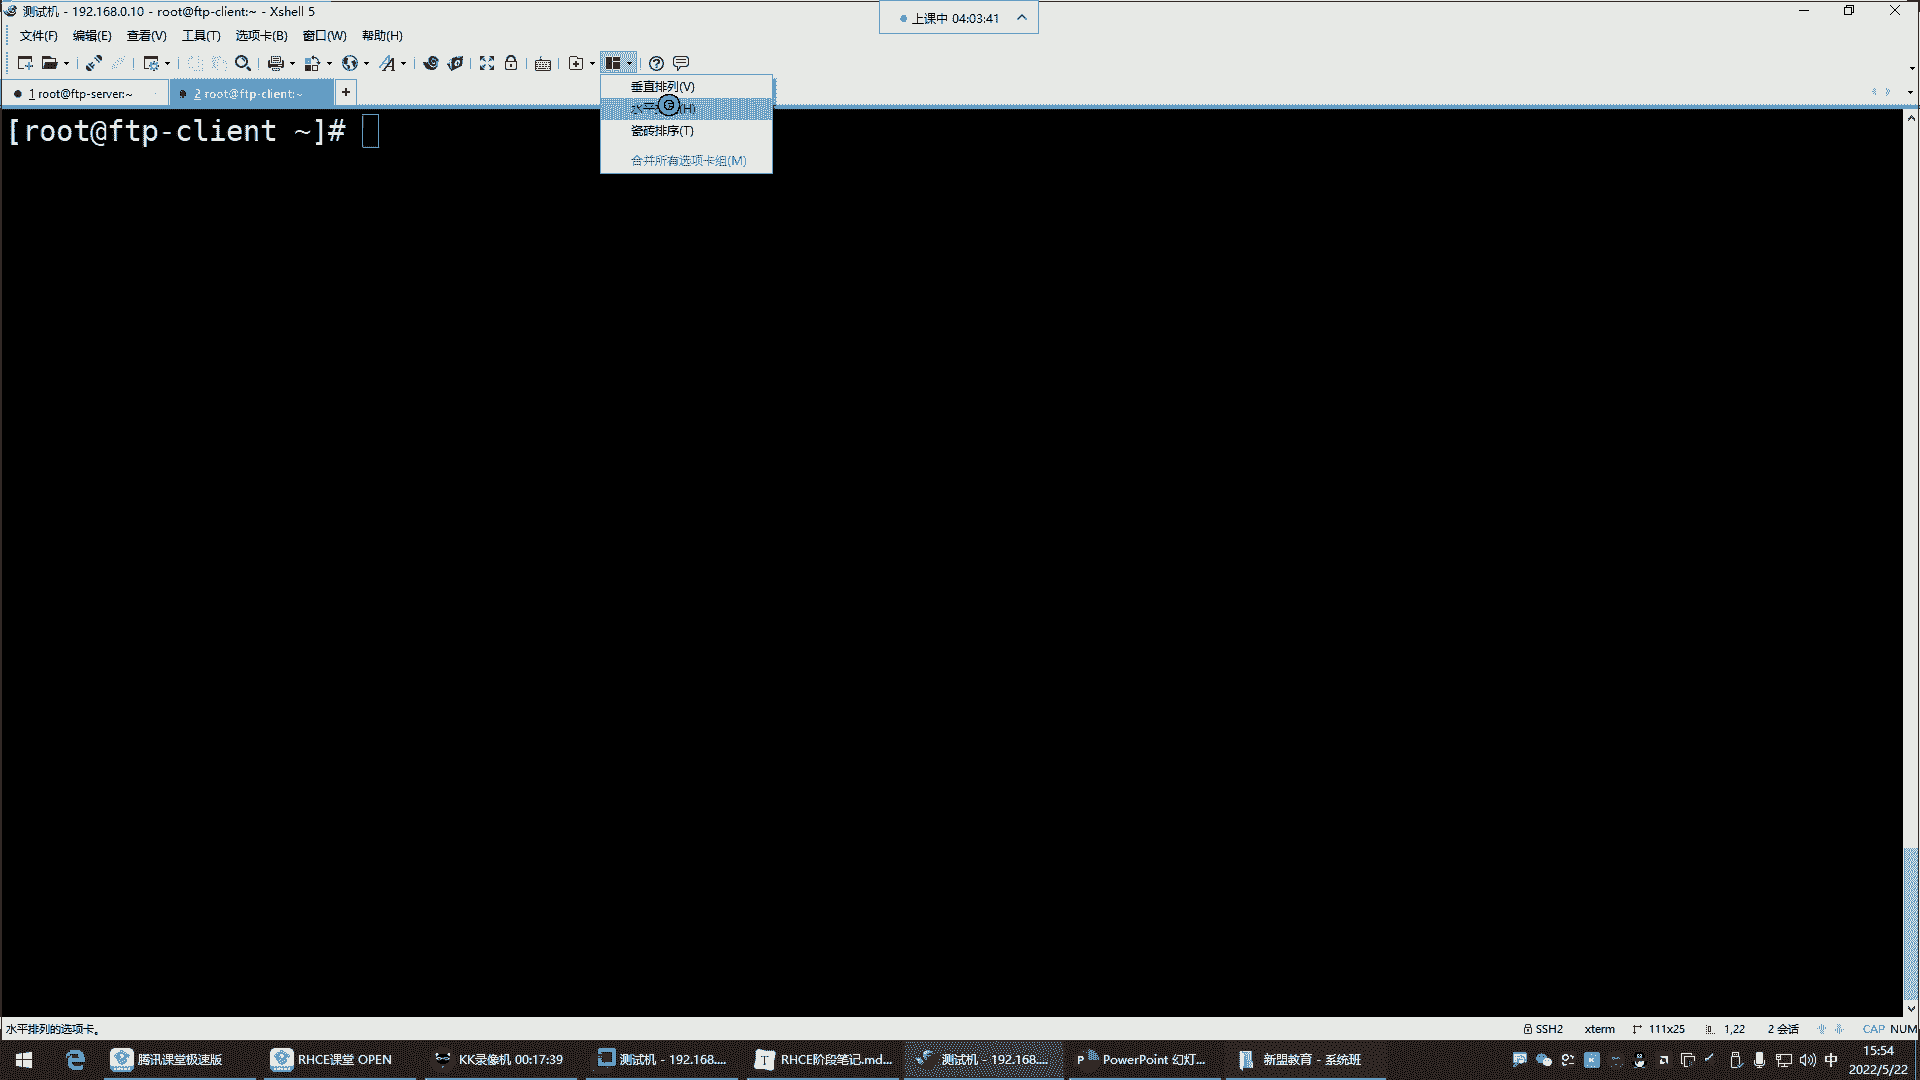 测试机 - 192.168.0.10 - root@ftp-client:~ - Xshell 5
上课中 04:03:41
文件(F) 编辑(E) 查看(V) 工具(T) 选项卡(B) 窗口(W) 帮助(H)
1 root@ftp-server:~ 2 root@ftp-client:~ +
垂直排列(V)
水平 (H)
瓷砖排序(T)
合并所有选项卡组(M)
[root@ftp-client ~]#
水平排列的选项卡。
SSH2 xterm 111x25 1,22 2 会话 CAP NUM
腾讯课堂极速版 RHCE课堂 OPEN KK录像机 00:17:39 测试机 - 192.168.... RHCE阶段笔记.md... 测试机 - 192.168.... PowerPoint 幻灯... 新盟教育 - 系统班 中 15:54
2022/5/22